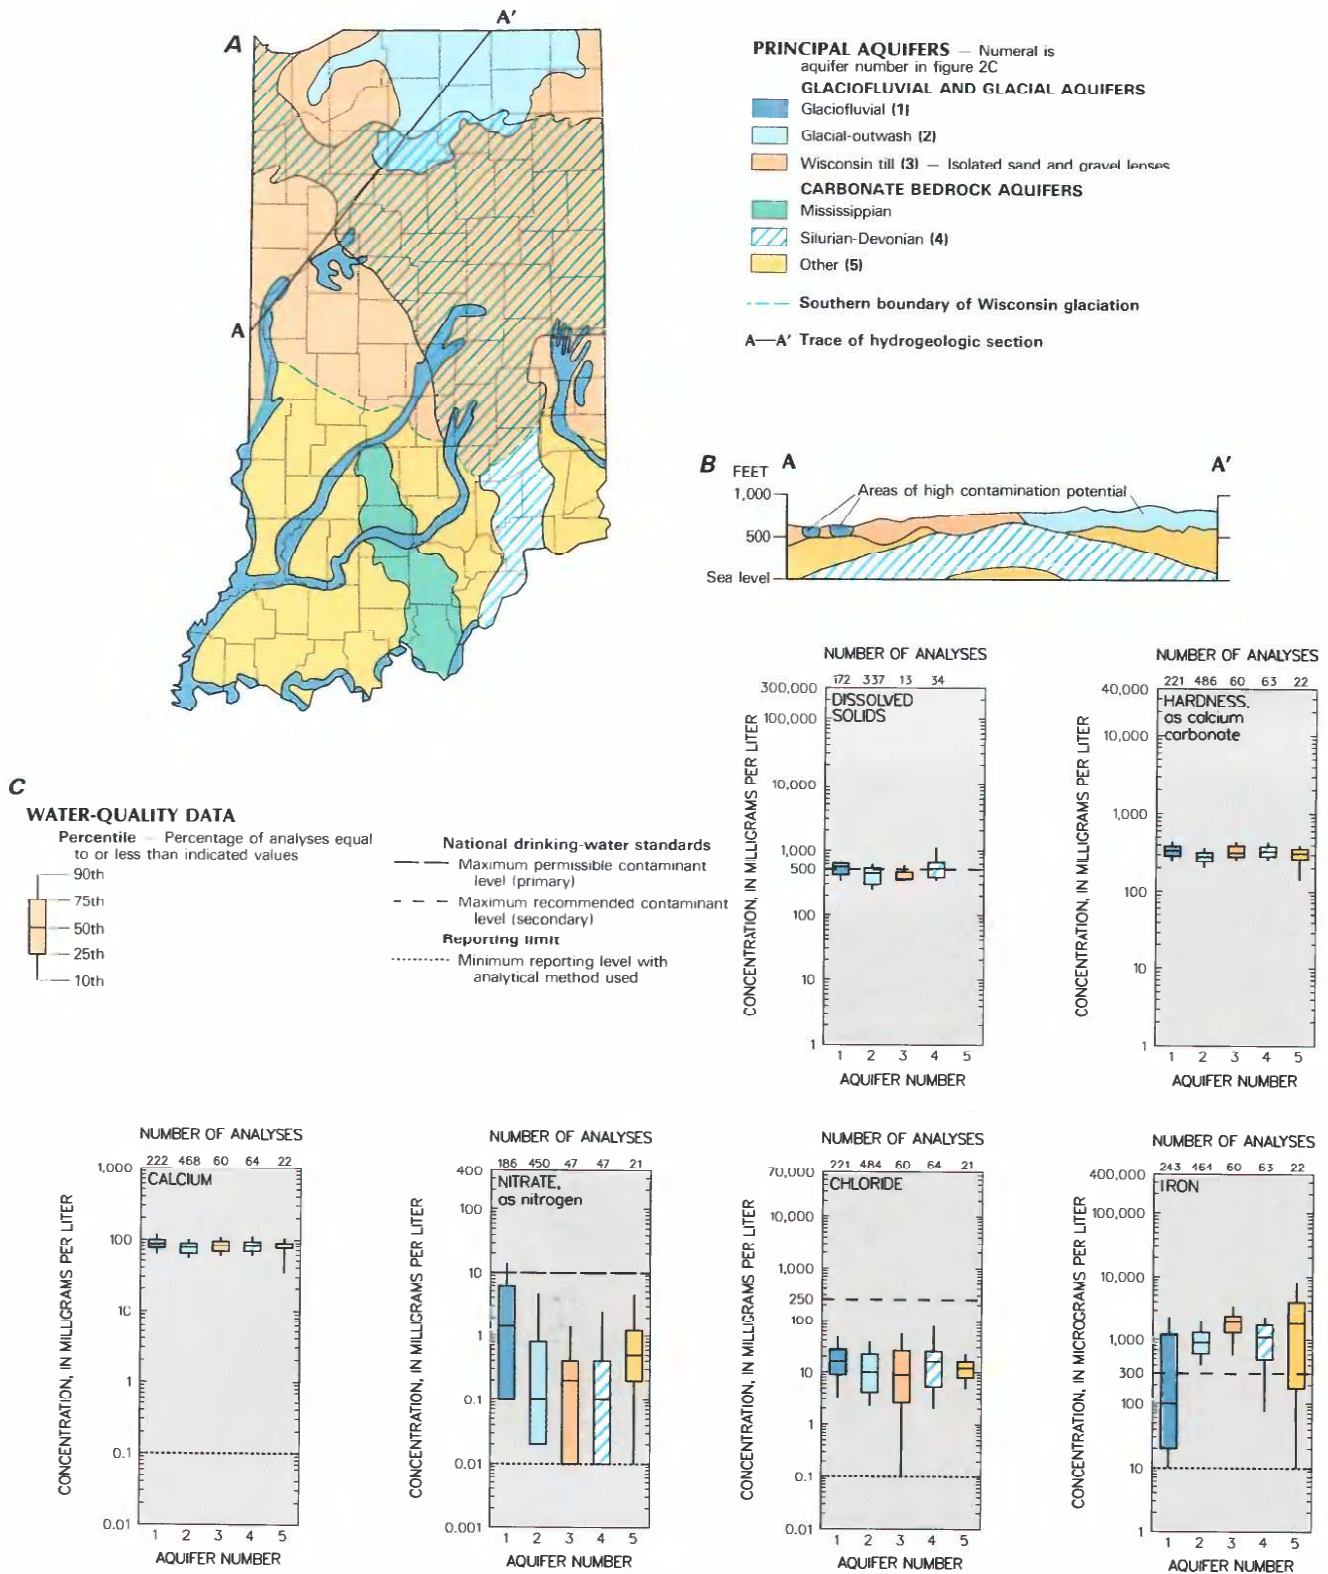 A
A'
A
PRINCIPAL AQUIFERS — Numeral is
aquifer number in figure 2C
GLACIOFLUVIAL AND GLACIAL AQUIFERS
Glaciofluvial (1)
Glacial-outwash (2)
Wisconsin till (3) — Isolated sand and gravel lenses
CARBONATE BEDROCK AQUIFERS
Mississippian
Silurian-Devonian (4)
Other (5)
Southern boundary of Wisconsin glaciation
A—A' Trace of hydrogeologic section
B FEET A A'
Areas of high contamination potential
1,000
500
Sea level
C
WATER-QUALITY DATA
Percentile — Percentage of analyses equal
to or less than indicated values
90th
75th
50th
25th
10th
National drinking-water standards
Maximum permissible contaminant
level (primary)
Maximum recommended contaminant
level (secondary)
Reporting limit
Minimum reporting level with
analytical method used
NUMBER OF ANALYSES
172 337 13 34
DISSOLVED
SOLIDS
CONCENTRATION, IN MILLIGRAMS PER LITER
300,000
100,000
10,000
1,000
500
100
10
1
1 2 3 4 5
AQUIFER NUMBER
NUMBER OF ANALYSES
221 486 60 63 22
HARDNESS,
as calcium
carbonate
CONCENTRATION, IN MILLIGRAMS PER LITER
40,000
10,000
1,000
100
10
1
1 2 3 4 5
AQUIFER NUMBER
NUMBER OF ANALYSES
222 468 60 64 22
CALCIUM
CONCENTRATION, IN MILLIGRAMS PER LITER
1,000
100
10
1
0.1
0.01
1 2 3 4 5
AQUIFER NUMBER
NUMBER OF ANALYSES
186 450 47 47 21
NITRATE,
as nitrogen
CONCENTRATION, IN MILLIGRAMS PER LITER
400
100
10
1
0.1
0.01
0.001
1 2 3 4 5
AQUIFER NUMBER
NUMBER OF ANALYSES
221 484 60 64 21
CHLORIDE
CONCENTRATION, IN MILLIGRAMS PER LITER
70,000
10,000
1,000
250
100
10
1
0.1
0.01
1 2 3 4 5
AQUIFER NUMBER
NUMBER OF ANALYSES
243 464 60 63 22
IRON
CONCENTRATION, IN MICROGRAMS PER LITER
400,000
100,000
10,000
1,000
300
100
10
1
1 2 3 4 5
AQUIFER NUMBER